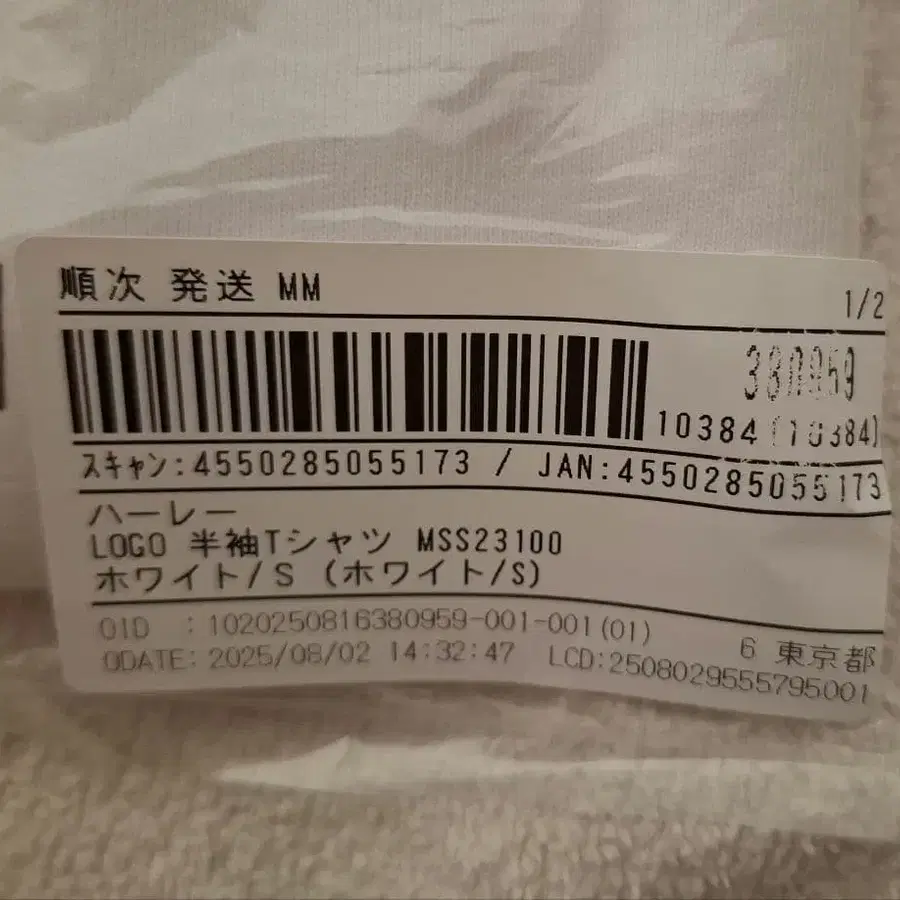 順次 発送 MM
1/2
380959
10384(10384)
スキャン:4550285055173 / JAN:4550285055173
ハーレー
LOGO 半袖Tシャツ MSS23100
ホワイト/S (ホワイト/S)
OID :1020250816380959-001-001(01)
6 東京都
ODATE:2025/08/02 14:32:47 LCD:2508029555795001